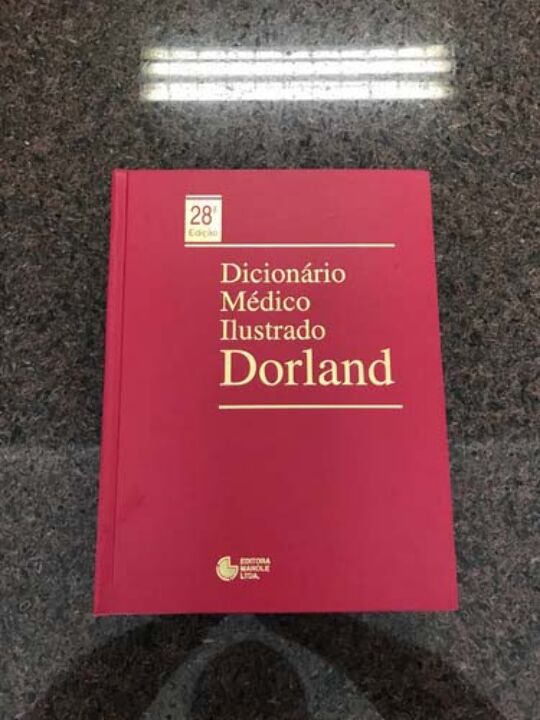 28ª
Edição
Dicionário
Médico
Ilustrado
Dorland
EDITORA
MANOLE
LTDA.